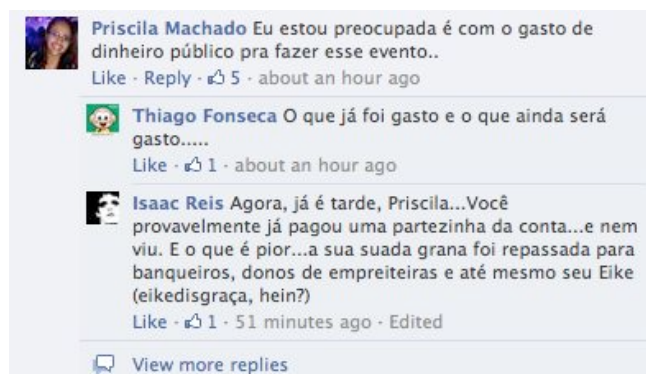 Priscila Machado Eu estou preocupada é com o gasto de
dinheiro público pra fazer esse evento..
Like · Reply · 5 · about an hour ago
Thiago Fonseca O que já foi gasto e o que ainda será
gasto.....
Like · 1 · about an hour ago
Isaac Reis Agora, já é tarde, Priscila...Você
provavelmente já pagou uma partezinha da conta...e nem
viu. E o que é pior...a sua suada grana foi repassada para
banqueiros, donos de empreiteiras e até mesmo seu Eike
(eikedisgraça, hein?)
Like · 1 · 51 minutes ago · Edited
View more replies